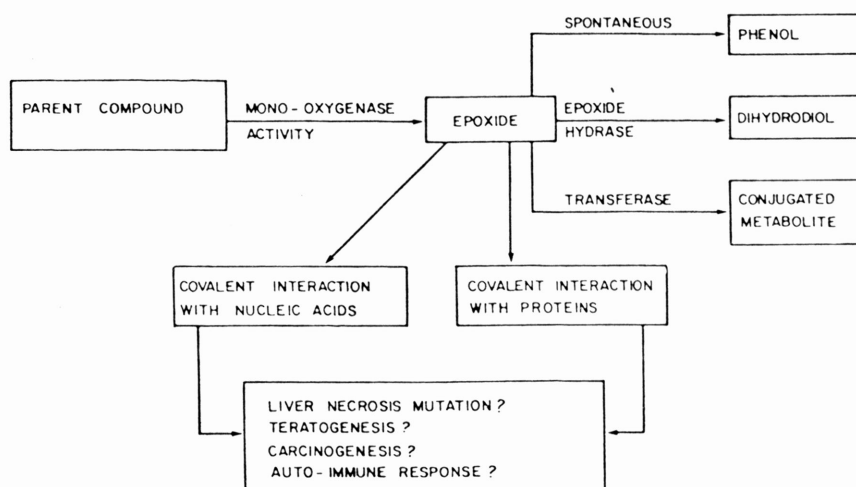 SPONTANEOUS
PHENOL
PARENT COMPOUND
MONO-OXYGENASE
ACTIVITY
EPOXIDE
EPOXIDE
HYDRASE
DIHYDRODIOL
TRANSFERASE
CONJUGATED
METABOLITE
COVALENT INTERACTION
WITH NUCLEIC ACIDS
COVALENT INTERACTION
WITH PROTEINS
LIVER NECROSIS MUTATION?
TERATOGENESIS?
CARCINOGENESIS?
AUTO-IMMUNE RESPONSE?